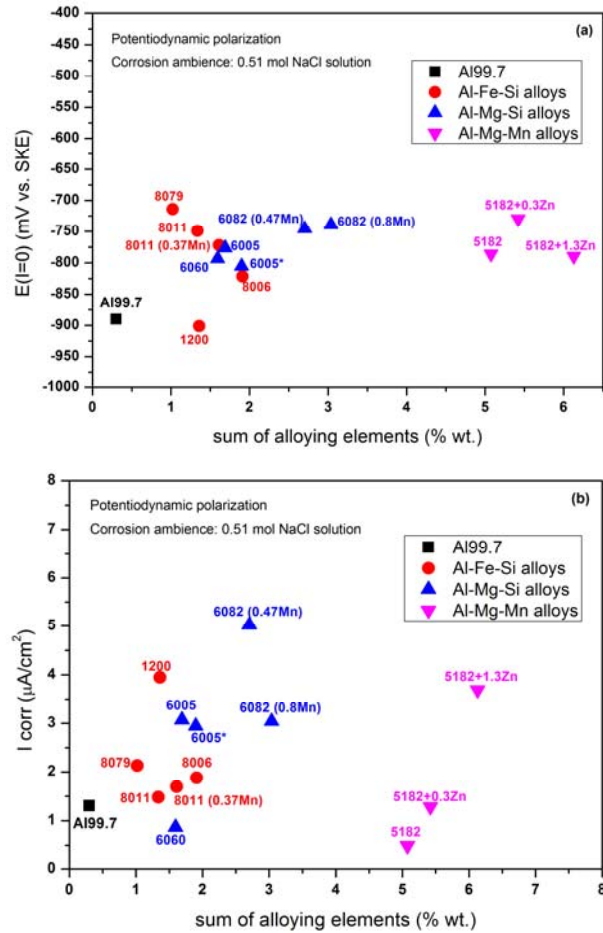 (a)
Potentiodynamic polarization
Corrosion ambience: 0.51 mol NaCl solution
Al99.7
Al-Fe-Si alloys
Al-Mg-Si alloys
Al-Mg-Mn alloys
-400
-450
-500
-550
-600
-650
-700
-750
-800
-850
-900
-950
-1000
E(I=0) (mV vs. SKE)
8079
8011
8011 (0.37Mn)
6005
6060
6005*
8006
6082 (0.47Mn)
6082 (0.8Mn)
5182+0.3Zn
5182
5182+1.3Zn
Al99.7
1200
0 1 2 3 4 5 6
sum of alloying elements (% wt.)
(b)
Potentiodynamic polarization
Corrosion ambience: 0.51 mol NaCl solution
Al99.7
Al-Fe-Si alloys
Al-Mg-Si alloys
Al-Mg-Mn alloys
8
7
6
5
4
3
2
1
0
I corr (µA/cm²)
6082 (0.47Mn)
1200
6005
6005*
6082 (0.8Mn)
5182+1.3Zn
8079
8006
8011
8011 (0.37Mn)
Al99.7
6060
5182+0.3Zn
5182
0 1 2 3 4 5 6 7 8
sum of alloying elements (% wt.)